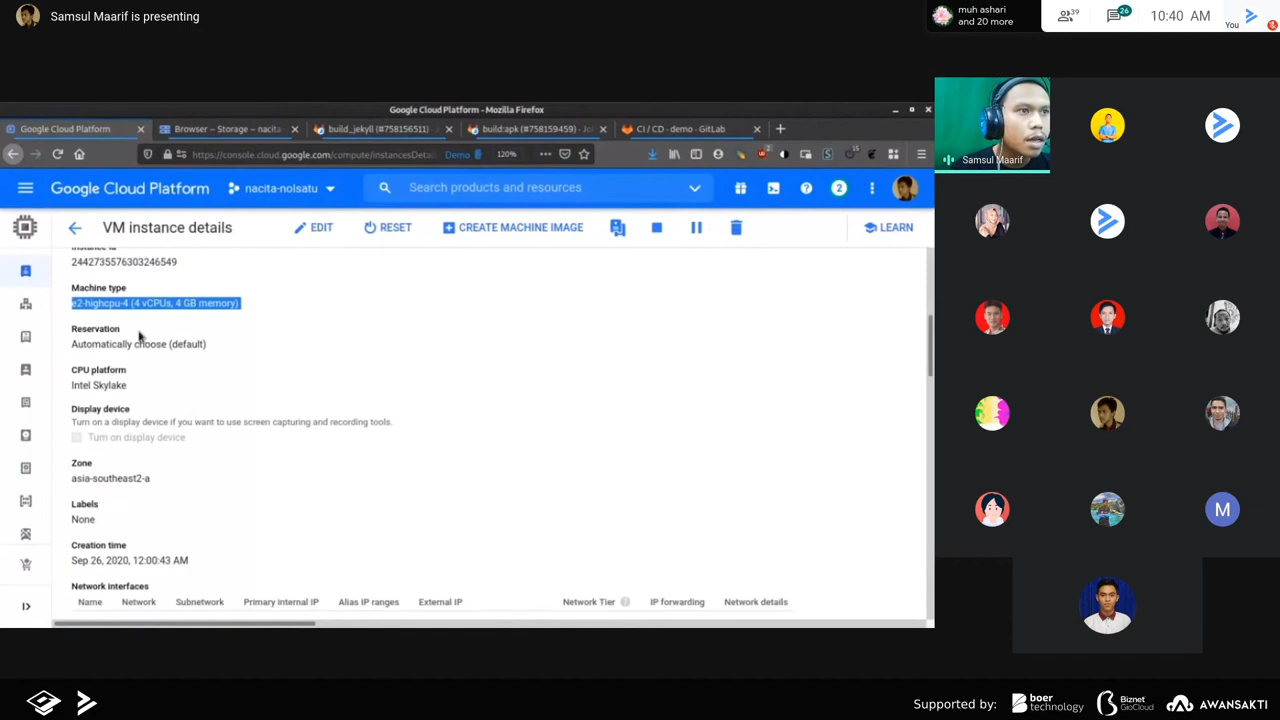 Samsul Maarif is presenting
muh ashari
and 20 more
39
26
10:40 AM
You
Google Cloud Platform - Mozilla Firefox
Google Cloud Platform
Browser – Storage – nacita
build_jekyll (#758156511)
build:apk (#758159459)
CI / CD · demo · GitLab
https://console.cloud.google.com/compute/instancesDetai
Demo
120%
Google Cloud Platform
nacita-nolsatu
Search products and resources
2
VM instance details
EDIT
RESET
CREATE MACHINE IMAGE
LEARN
Instance Id
2442735576303246549
Machine type
e2-highcpu-4 (4 vCPUs, 4 GB memory)
Reservation
Automatically choose (default)
CPU platform
Intel Skylake
Display device
Turn on a display device if you want to use screen capturing and recording tools.
Turn on display device
Zone
asia-southeast2-a
Labels
None
Creation time
Sep 26, 2020, 12:00:43 AM
Network interfaces
Name Network Subnetwork Primary internal IP Alias IP ranges External IP Network Tier IP forwarding Network details
Samsul Maarif
M
Supported by:
boer
technology
Biznet
GioCloud
AWANSAKTI